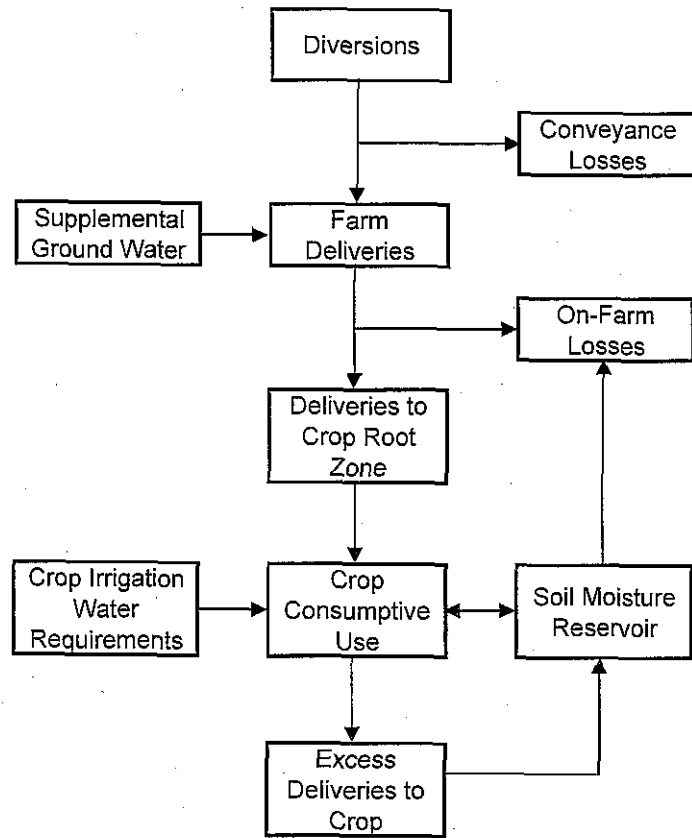 Diversions
Conveyance
Losses
Supplemental
Ground Water
Farm
Deliveries
On-Farm
Losses
Deliveries to
Crop Root
Zone
Crop Irrigation
Water
Requirements
Crop
Consumptive
Use
Soil Moisture
Reservoir
Excess
Deliveries to
Crop